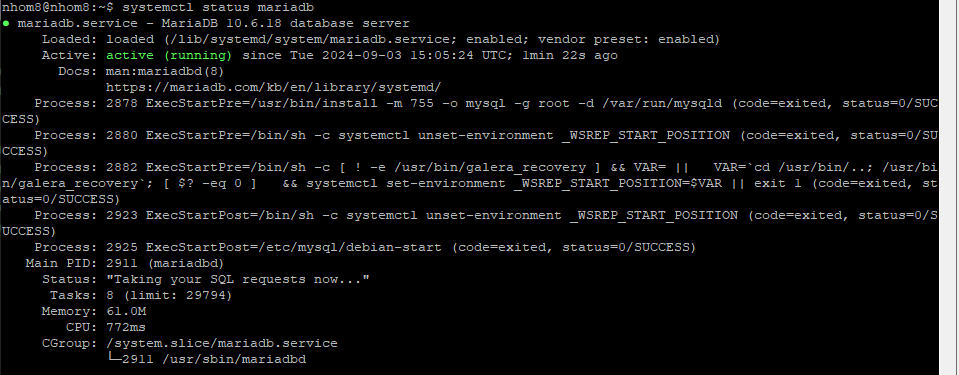 nhom8@nhom8:~$ systemctl status mariadb
● mariadb.service - MariaDB 10.6.18 database server
     Loaded: loaded (/lib/systemd/system/mariadb.service; enabled; vendor preset: enabled)
     Active: active (running) since Tue 2024-09-03 15:05:24 UTC; 1min 22s ago
       Docs: man:mariadbd(8)
             https://mariadb.com/kb/en/library/systemd/
    Process: 2878 ExecStartPre=/usr/bin/install -m 755 -o mysql -g root -d /var/run/mysqld (code=exited, status=0/SUC
CESS)
    Process: 2880 ExecStartPre=/bin/sh -c systemctl unset-environment _WSREP_START_POSITION (code=exited, status=0/SU
CCESS)
    Process: 2882 ExecStartPre=/bin/sh -c [ ! -e /usr/bin/galera_recovery ] && VAR= ||   VAR=`cd /usr/bin/..; /usr/bi
n/galera_recovery`; [ $? -eq 0 ]   && systemctl set-environment _WSREP_START_POSITION=$VAR || exit 1 (code=exited, st
atus=0/SUCCESS)
    Process: 2923 ExecStartPost=/bin/sh -c systemctl unset-environment _WSREP_START_POSITION (code=exited, status=0/S
UCCESS)
    Process: 2925 ExecStartPost=/etc/mysql/debian-start (code=exited, status=0/SUCCESS)
   Main PID: 2911 (mariadbd)
     Status: "Taking your SQL requests now..."
      Tasks: 8 (limit: 29794)
     Memory: 61.0M
        CPU: 772ms
     CGroup: /system.slice/mariadb.service
             └─2911 /usr/sbin/mariadbd